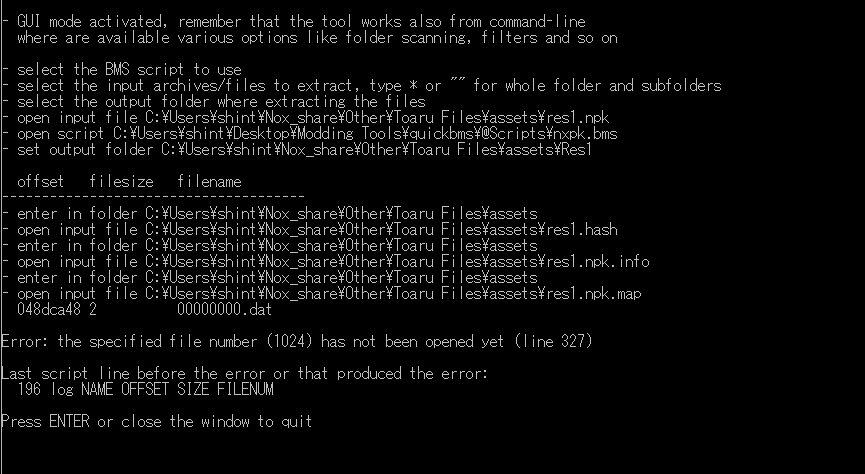 - GUI mode activated, remember that the tool works also from command-line
  where are available various options like folder scanning, filters and so on
- select the BMS script to use
- select the input archives/files to extract, type * or "" for whole folder and subfolders
- select the output folder where extracting the files
- open input file C:¥Users¥shint¥Nox_share¥Other¥Toaru Files¥assets¥res1.npk
- open script C:¥Users¥shint¥Desktop¥Modding Tools¥quickbms¥@Scripts¥nxpk.bms
- set output folder C:¥Users¥shint¥Nox_share¥Other¥Toaru Files¥assets¥Res1
  offset   filesize   filename
--------------------------------------
- enter in folder C:¥Users¥shint¥Nox_share¥Other¥Toaru Files¥assets
- open input file C:¥Users¥shint¥Nox_share¥Other¥Toaru Files¥assets¥res1.hash
- enter in folder C:¥Users¥shint¥Nox_share¥Other¥Toaru Files¥assets
- open input file C:¥Users¥shint¥Nox_share¥Other¥Toaru Files¥assets¥res1.npk.info
- enter in folder C:¥Users¥shint¥Nox_share¥Other¥Toaru Files¥assets
- open input file C:¥Users¥shint¥Nox_share¥Other¥Toaru Files¥assets¥res1.npk.map
  048dca48 2          00000000.dat
Error: the specified file number (1024) has not been opened yet (line 327)
Last script line before the error or that produced the error:
  196 log NAME OFFSET SIZE FILENUM
Press ENTER or close the window to quit